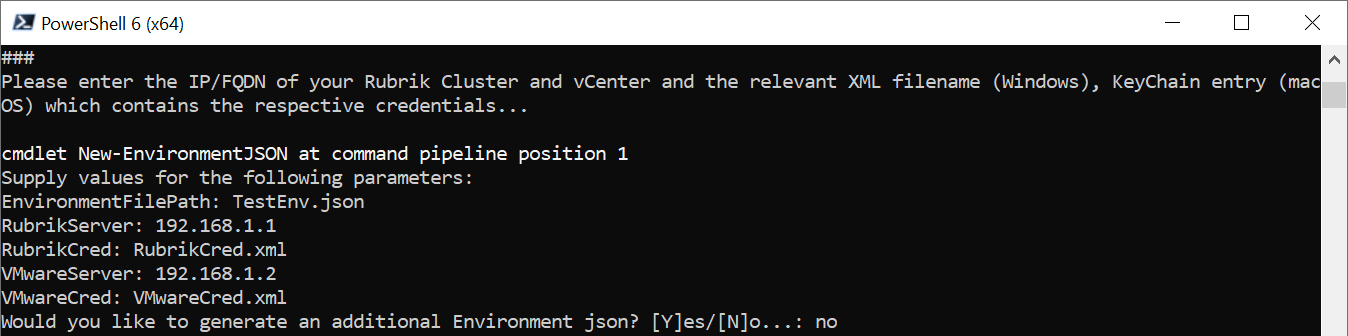 PowerShell 6 (x64)
###
Please enter the IP/FQDN of your Rubrik Cluster and vCenter and the relevant XML filename (Windows), KeyChain entry (mac
OS) which contains the respective credentials...
cmdlet New-EnvironmentJSON at command pipeline position 1
Supply values for the following parameters:
EnvironmentFilePath: TestEnv.json
RubrikServer: 192.168.1.1
RubrikCred: RubrikCred.xml
VMwareServer: 192.168.1.2
VMwareCred: VMwareCred.xml
Would you like to generate an additional Environment json? [Y]es/[N]o...: no